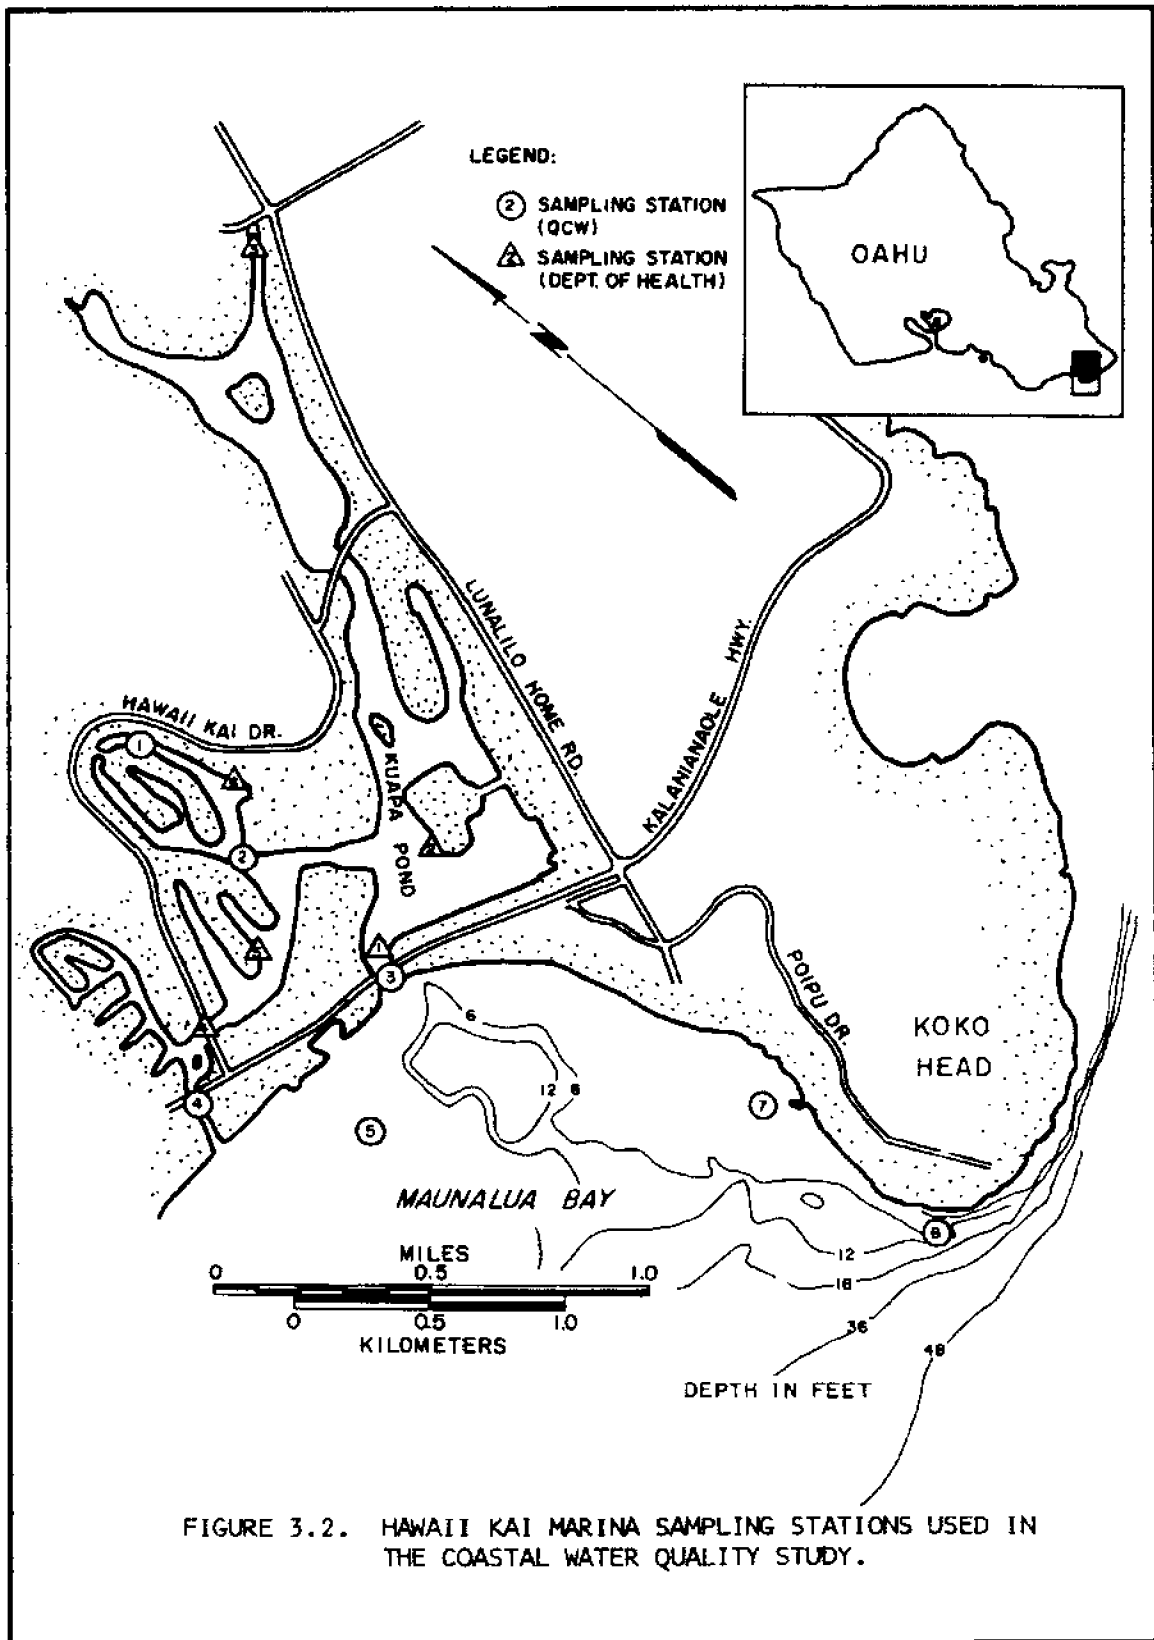 LEGEND:
2 SAMPLING STATION
(QCW)
2 SAMPLING STATION
(DEPT. OF HEALTH)
OAHU
N
LUNALILO HOME RD.
KALANIANAOLE HWY.
HAWAII KAI DR.
1
KUAPA POND
2
1
3
POIPU DR.
KOKO
HEAD
6
12
6
4
5
7
MAUNALUA BAY
8
12
18
36
48
MILES
0 0.5 1.0
0 0.5 1.0
KILOMETERS
DEPTH IN FEET
FIGURE 3.2. HAWAII KAI MARINA SAMPLING STATIONS USED IN
THE COASTAL WATER QUALITY STUDY.